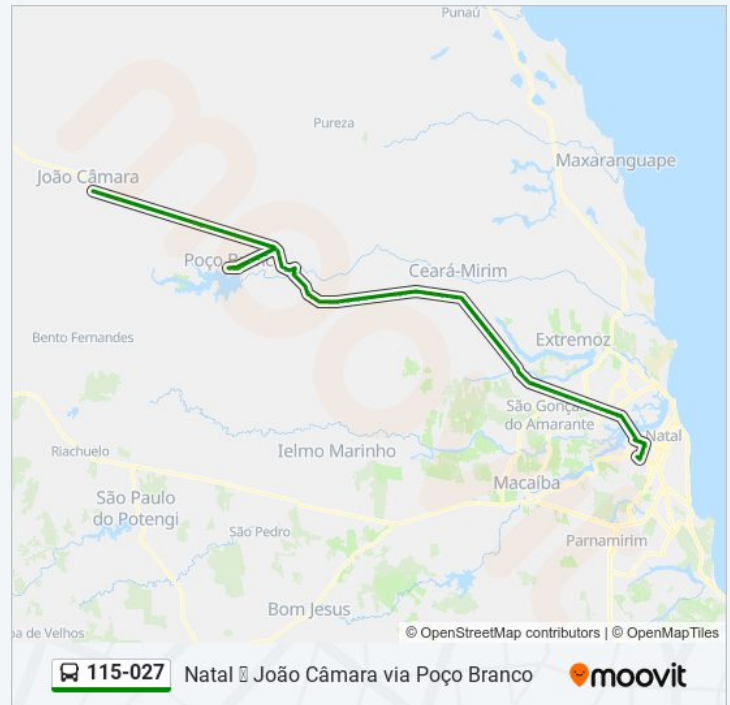 Punaú
Pureza
Maxaranguape
João Câmara
Poço Branco
Ceará-Mirim
Bento Fernandes
Extremoz
São Gonçalo
do Amarante
Natal
Riachuelo
Ielmo Marinho
Macaíba
São Paulo
do Potengi
São Pedro
Parnamirim
Bom Jesus
a de Velhos
© OpenStreetMap contributors | © OpenMapTiles
115-027 Natal ▯ João Câmara via Poço Branco moovit